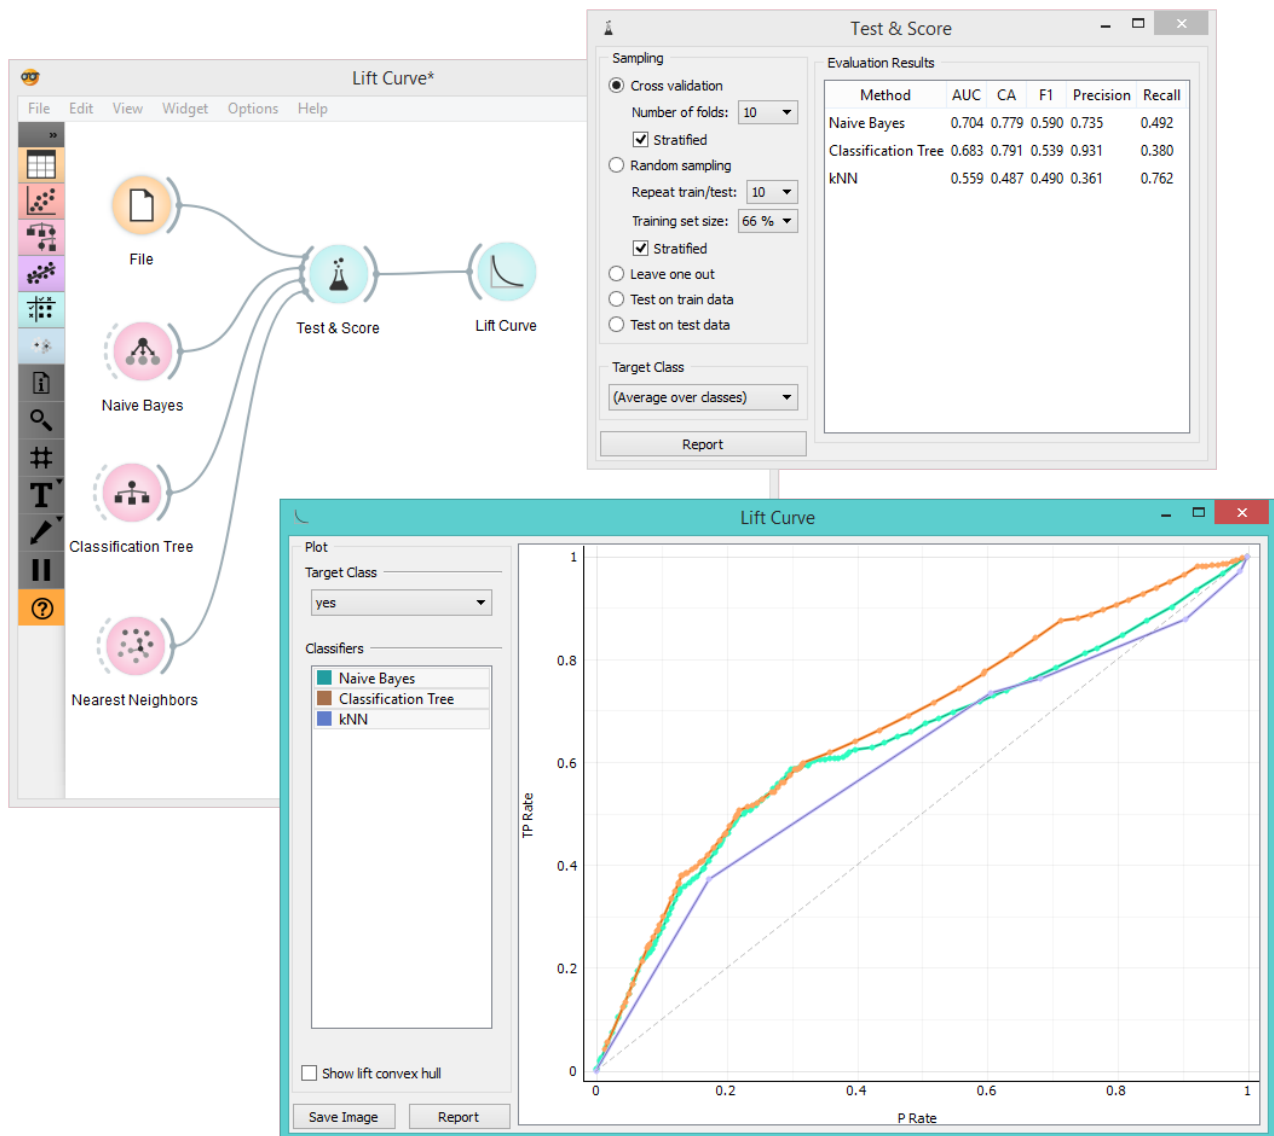 Lift Curve*
File Edit View Widget Options Help
»
File
Naive Bayes
Classification Tree
Nearest Neighbors
Test & Score
Lift Curve
T
?
Test & Score
Sampling
Cross validation
Number of folds: 10
Stratified
Random sampling
Repeat train/test: 10
Training set size: 66 %
Stratified
Leave one out
Test on train data
Test on test data
Target Class
(Average over classes)
Report
Evaluation Results
Method AUC CA F1 Precision Recall
Naive Bayes 0.704 0.779 0.590 0.735 0.492
Classification Tree 0.683 0.791 0.539 0.931 0.380
kNN 0.559 0.487 0.490 0.361 0.762
Lift Curve
Plot
Target Class
yes
Classifiers
Naive Bayes
Classification Tree
kNN
Show lift convex hull
Save Image Report
1
0.8
0.6
0.4
0.2
0
TP Rate
0 0.2 0.4 0.6 0.8 1
P Rate